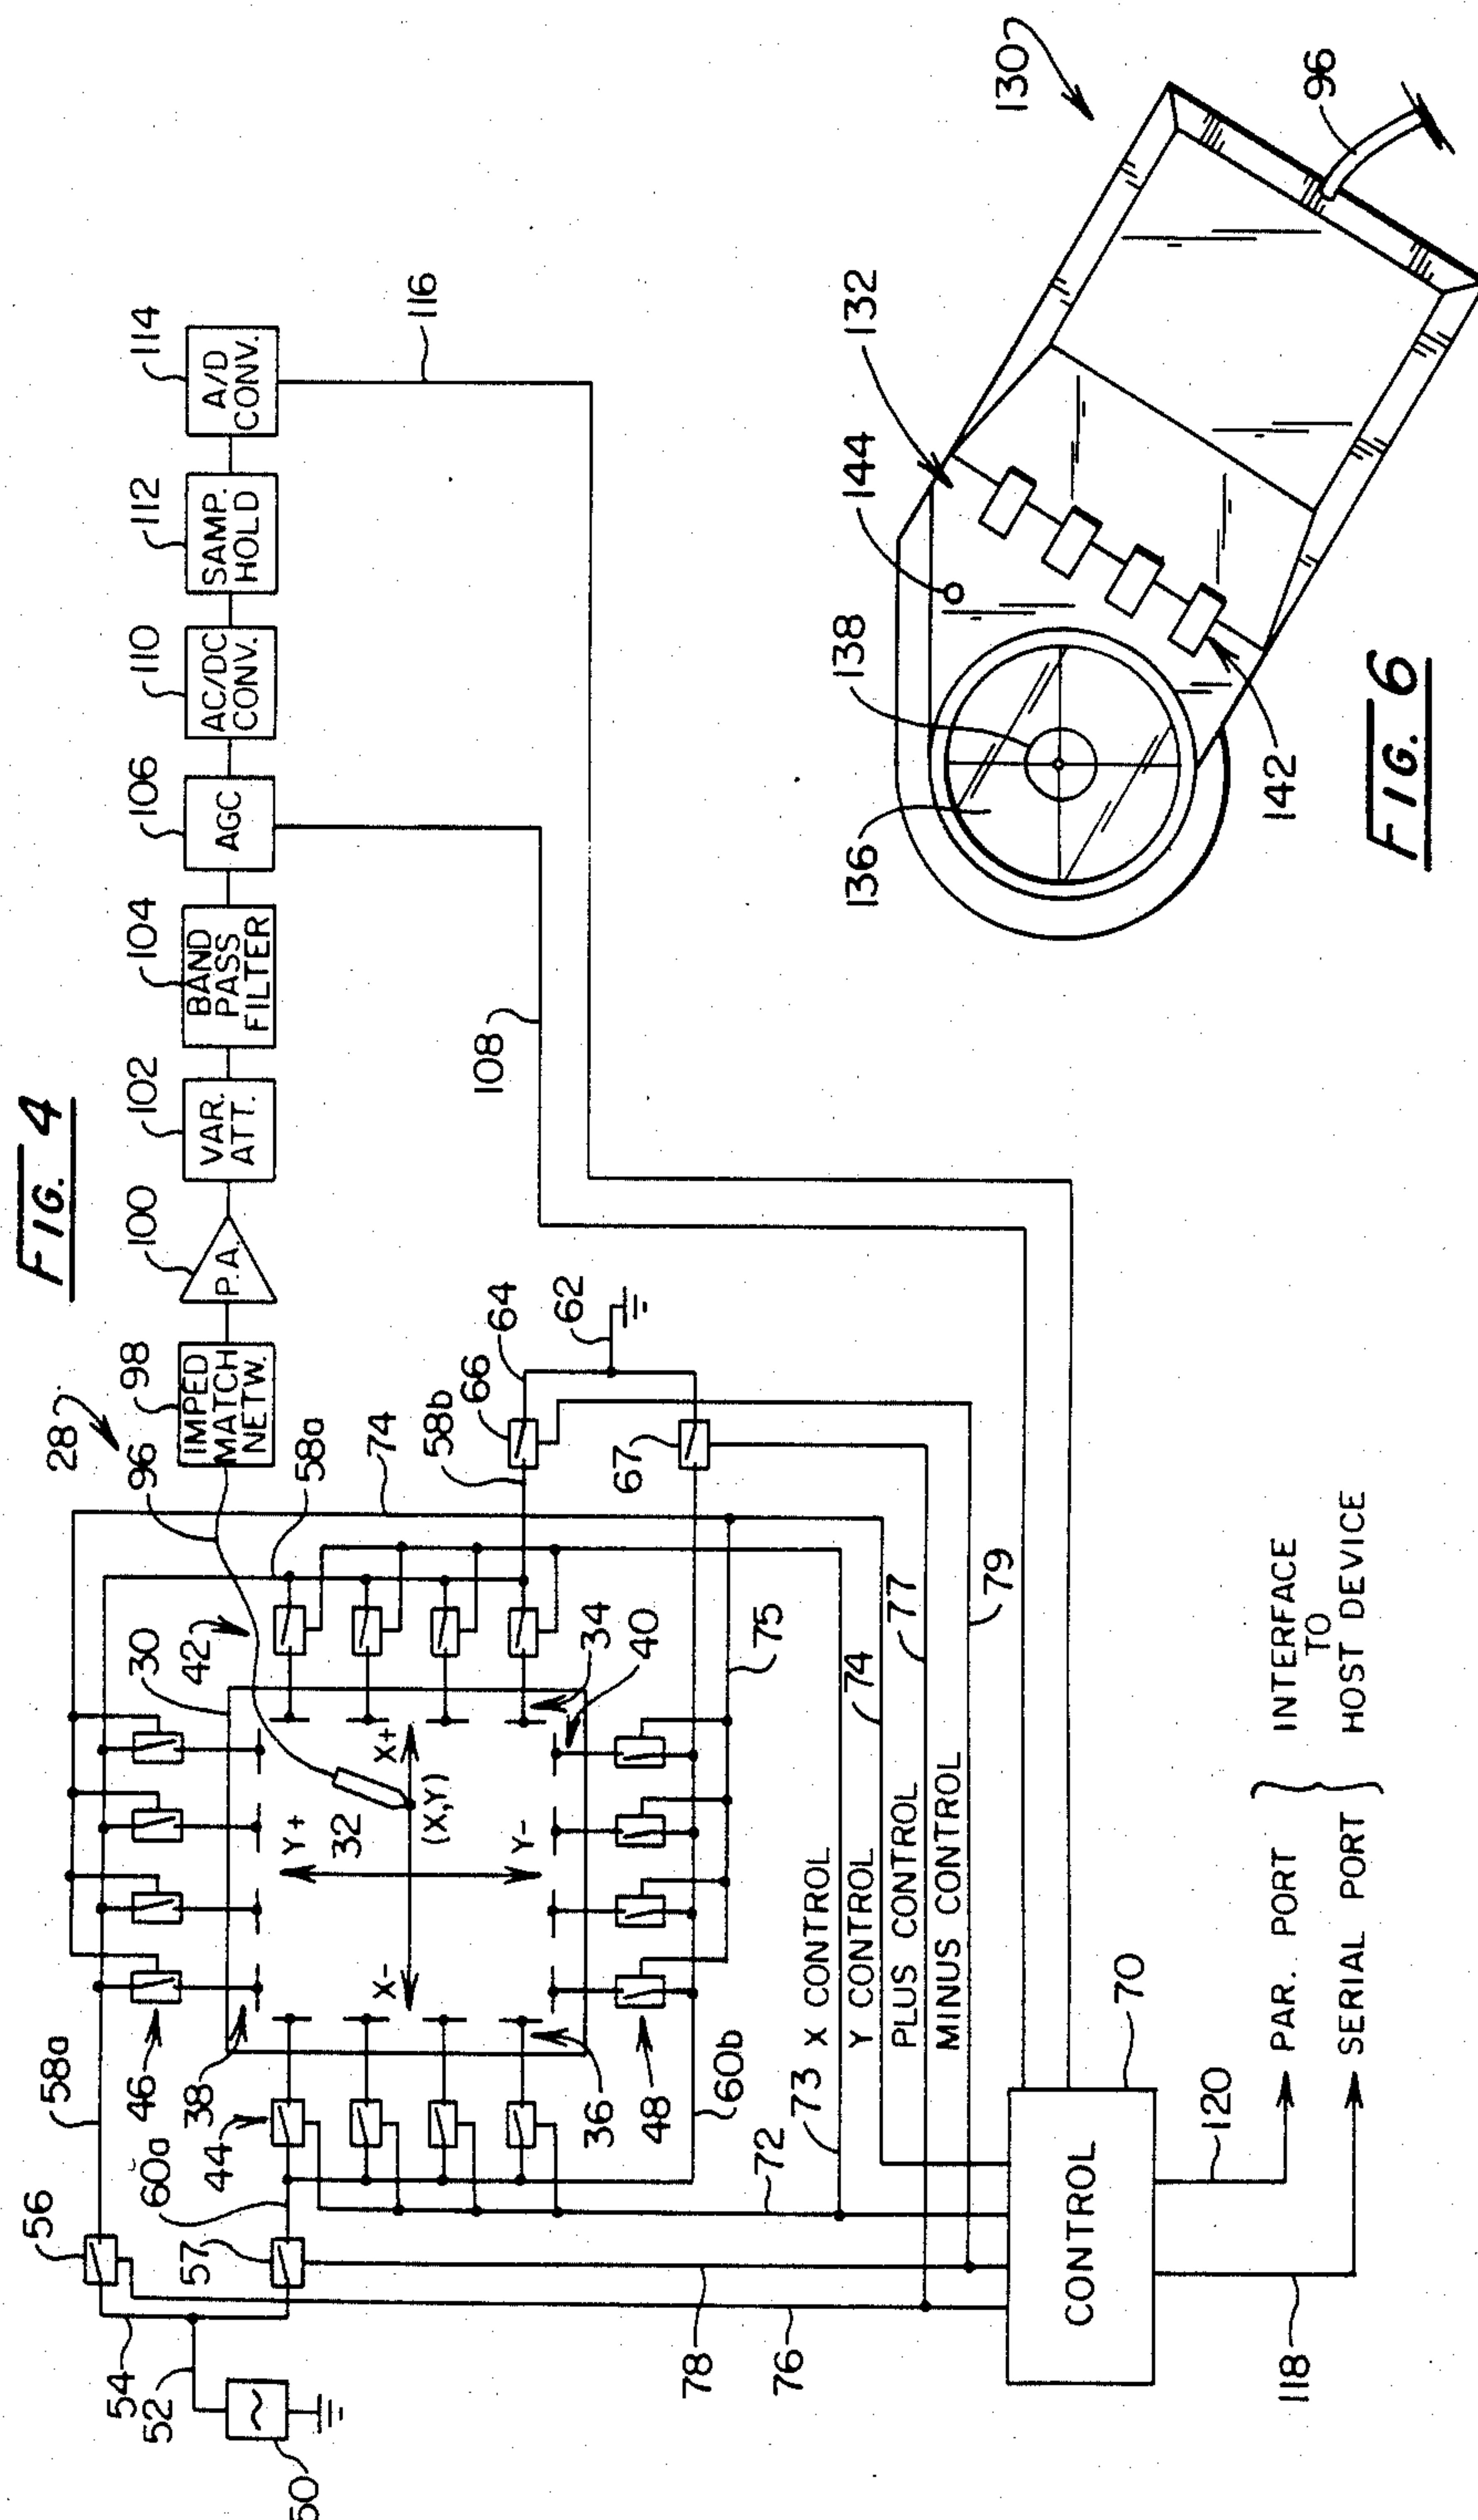 FIG. 4
28
96
98
IMPED
MATCH
NETW.
100
P.A.
102
VAR.
ATT.
104
BAND
PASS
FILTER
106
AGC
110
AC/DC
CONV.
112
SAMP.
HOLD
114
A/D
CONV.
116
108
50
52
54
56
57
58a
60a
46
38
44
30
42
58a
74
58b
66
64
62
67
Y+
X-
X+
32
(X,Y)
Y-
34
40
36
48
60b
75
72
73
X CONTROL
Y CONTROL
74
PLUS CONTROL
77
MINUS CONTROL
79
78
76
CONTROL
70
118
120
PAR. PORT
SERIAL PORT
INTERFACE
TO
HOST DEVICE
130
132
144
138
136
142
96
FIG. 6